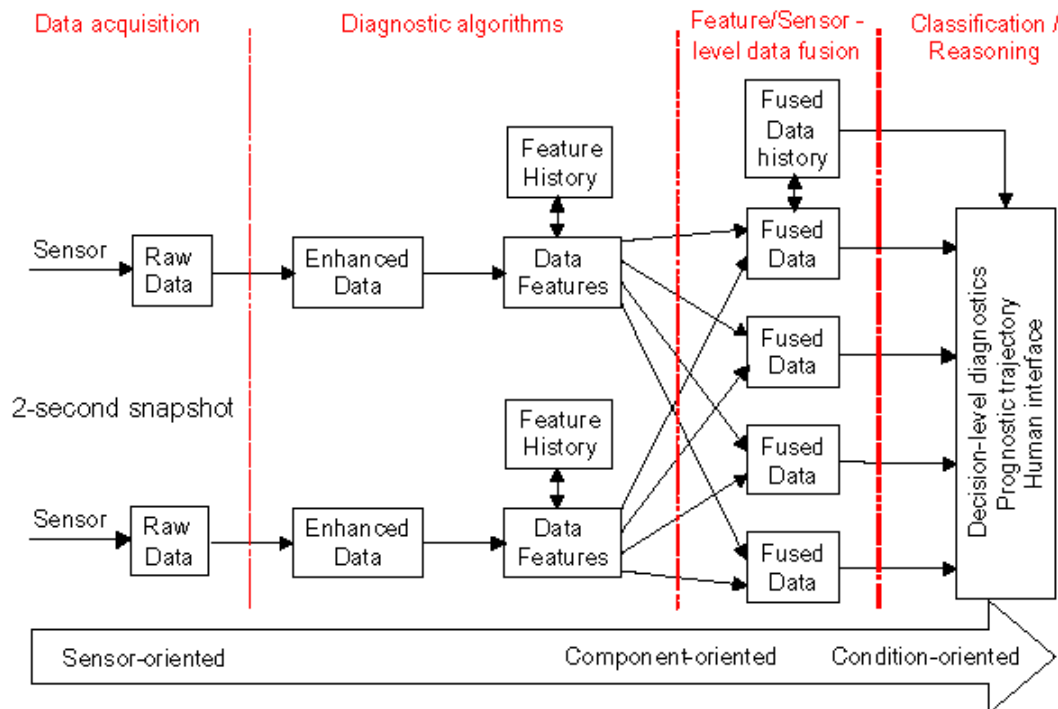 Data acquisition
Diagnostic algorithms
Feature/Sensor -
level data fusion
Classification /
Reasoning
Fused
Data
history
Feature
History
Sensor
Raw
Data
Enhanced
Data
Data
Features
Fused
Data
Fused
Data
2-second snapshot
Feature
History
Fused
Data
Sensor
Raw
Data
Enhanced
Data
Data
Features
Fused
Data
Decision-level diagnostics
Prognostic trajectory
Human interface
Sensor-oriented
Component-oriented
Condition-oriented